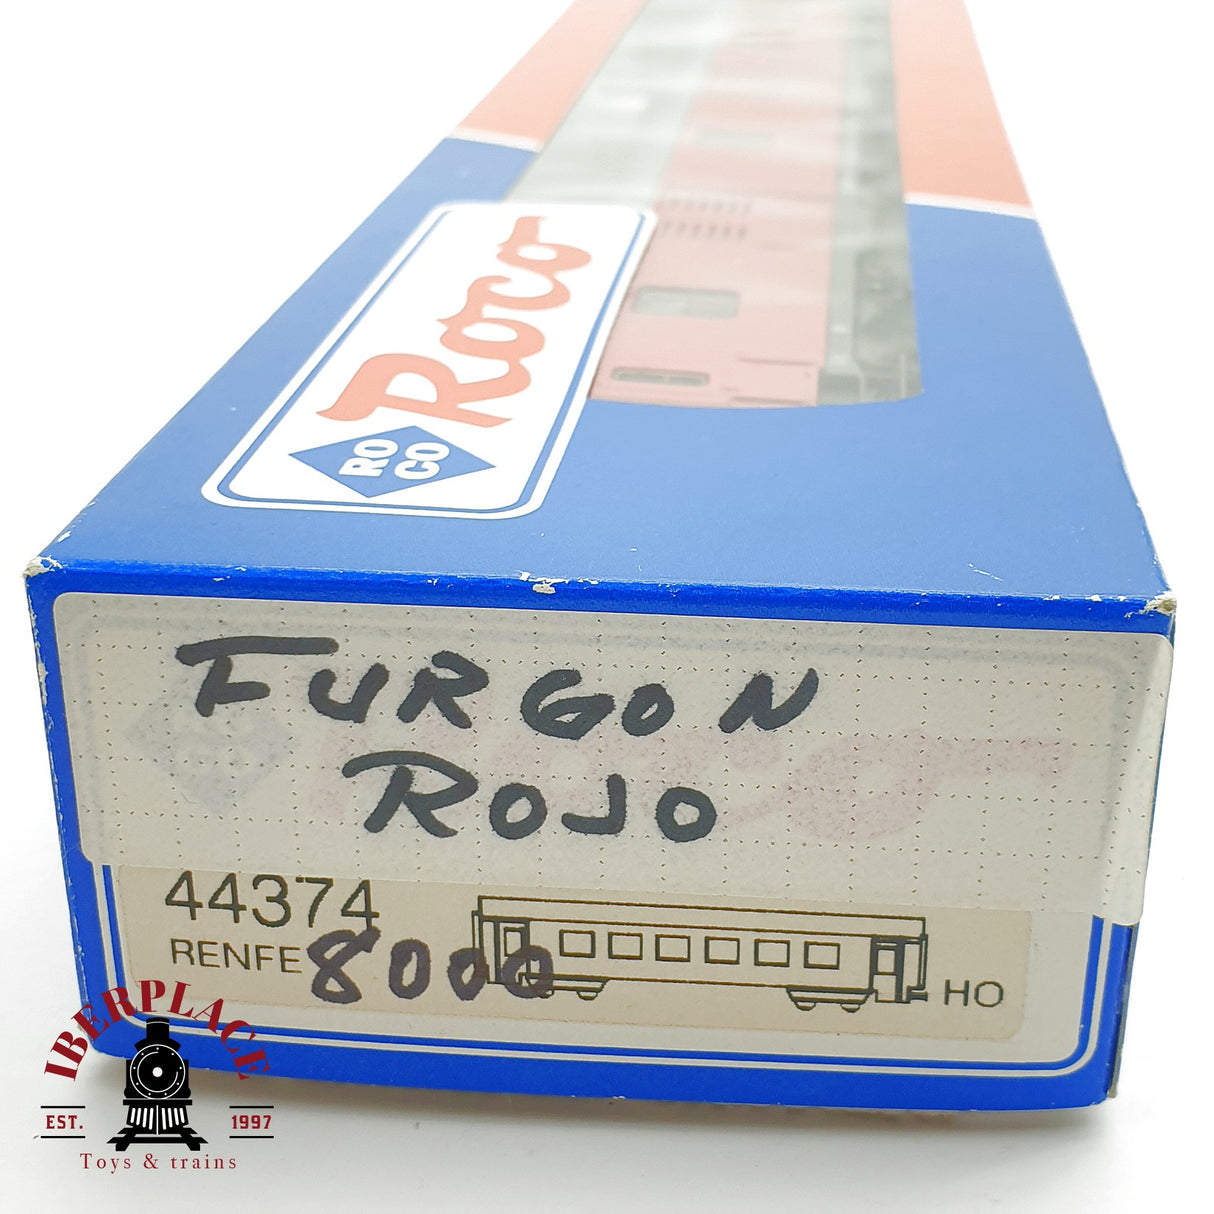 Roco
RO
CO
FURGON
ROJO
44374
RENFE 8000
HO
IBERPLACE
EST. 1997
Toys & trains